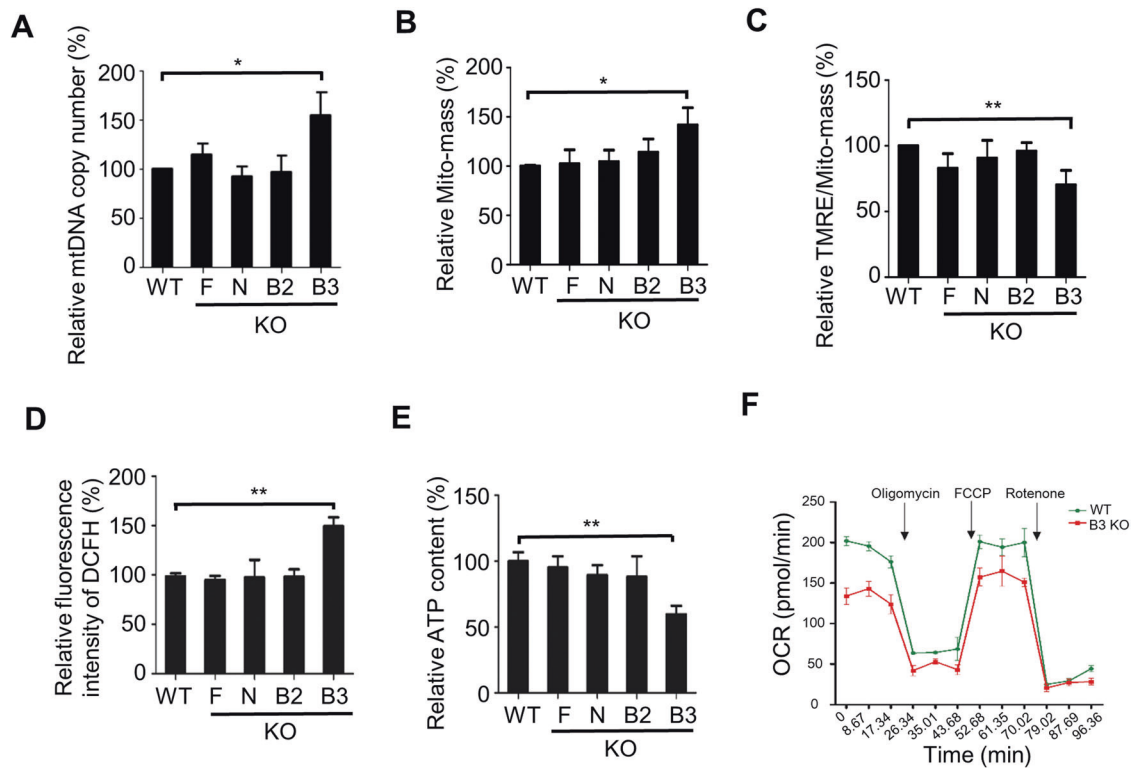 A
Relative mtDNA copy number (%)
200
150
100
50
0
*
WT F N B2 B3
KO
B
Relative Mito-mass (%)
200
150
100
50
0
*
WT F N B2 B3
KO
C
Relative TMRE/Mito-mass (%)
150
100
50
0
**
WT F N B2 B3
KO
D
Relative fluorescence
intensity of DCFH (%)
200
150
100
50
0
**
WT F N B2 B3
KO
E
Relative ATP content (%)
150
100
50
0
**
WT F N B2 B3
KO
F
OCR (pmol/min)
250
200
150
100
50
0
Oligomycin FCCP Rotenone
WT
B3 KO
0 8.67 17.34 26.34 35.01 43.68 52.68 61.35 70.02 79.02 87.69 96.36
Time (min)